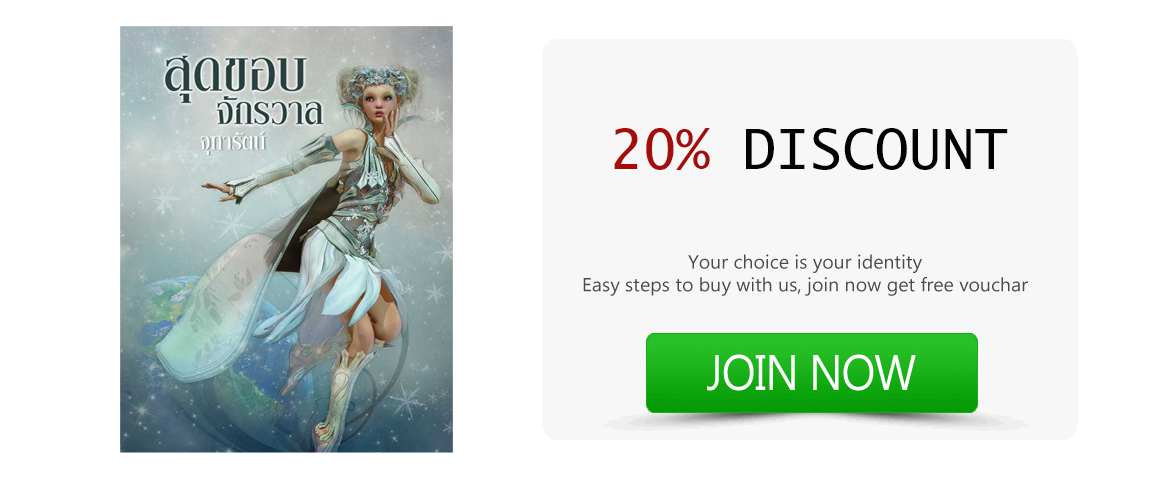 สุดขอบ
จักรวาล
จุฑารัตน์
20% DISCOUNT
Your choice is your identity
Easy steps to buy with us, join now get free vouchar
JOIN NOW